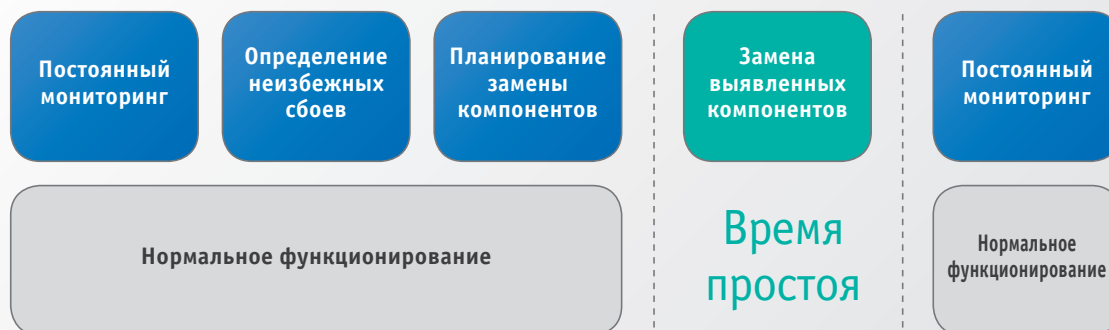 Постоянный
мониторинг
Определение
неизбежных
сбоев
Планирование
замены
компонентов
Замена
выявленных
компонентов
Постоянный
мониторинг
Нормальное функционирование
Время
простоя
Нормальное
функционирование